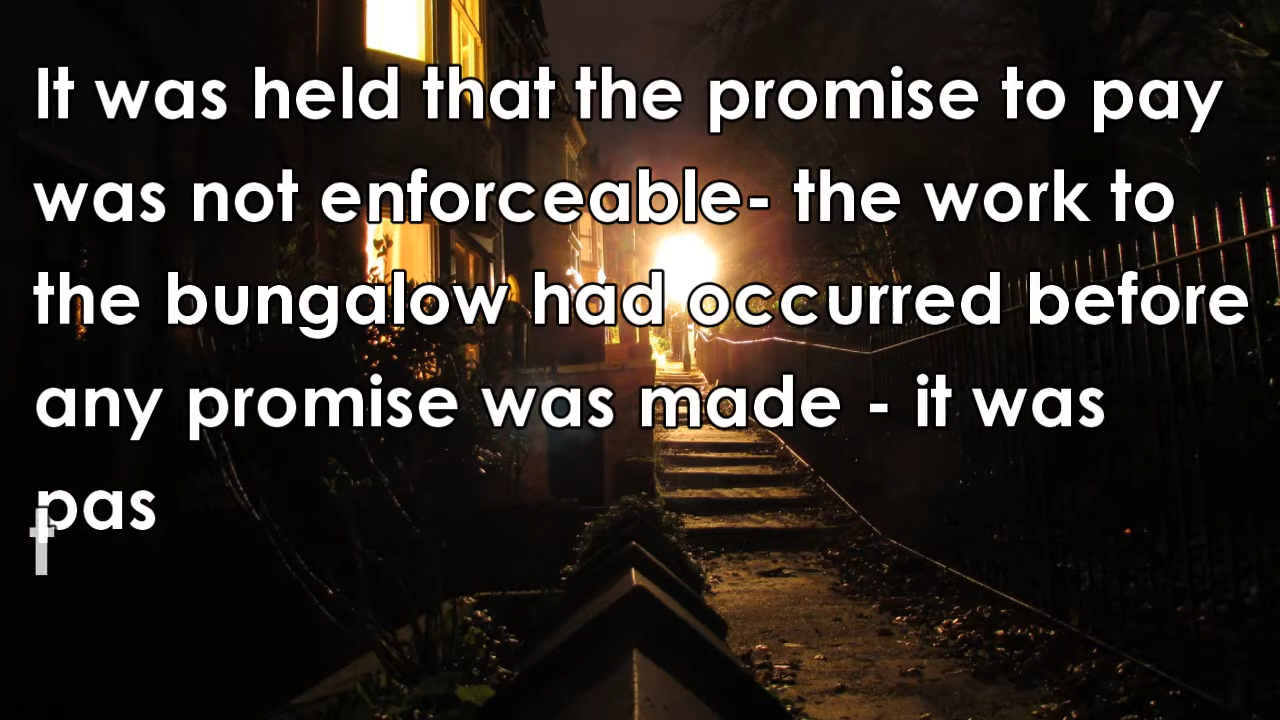 It was held that the promise to pay
was not enforceable- the work to
the bungalow had occurred before
any promise was made - it was
pas
t